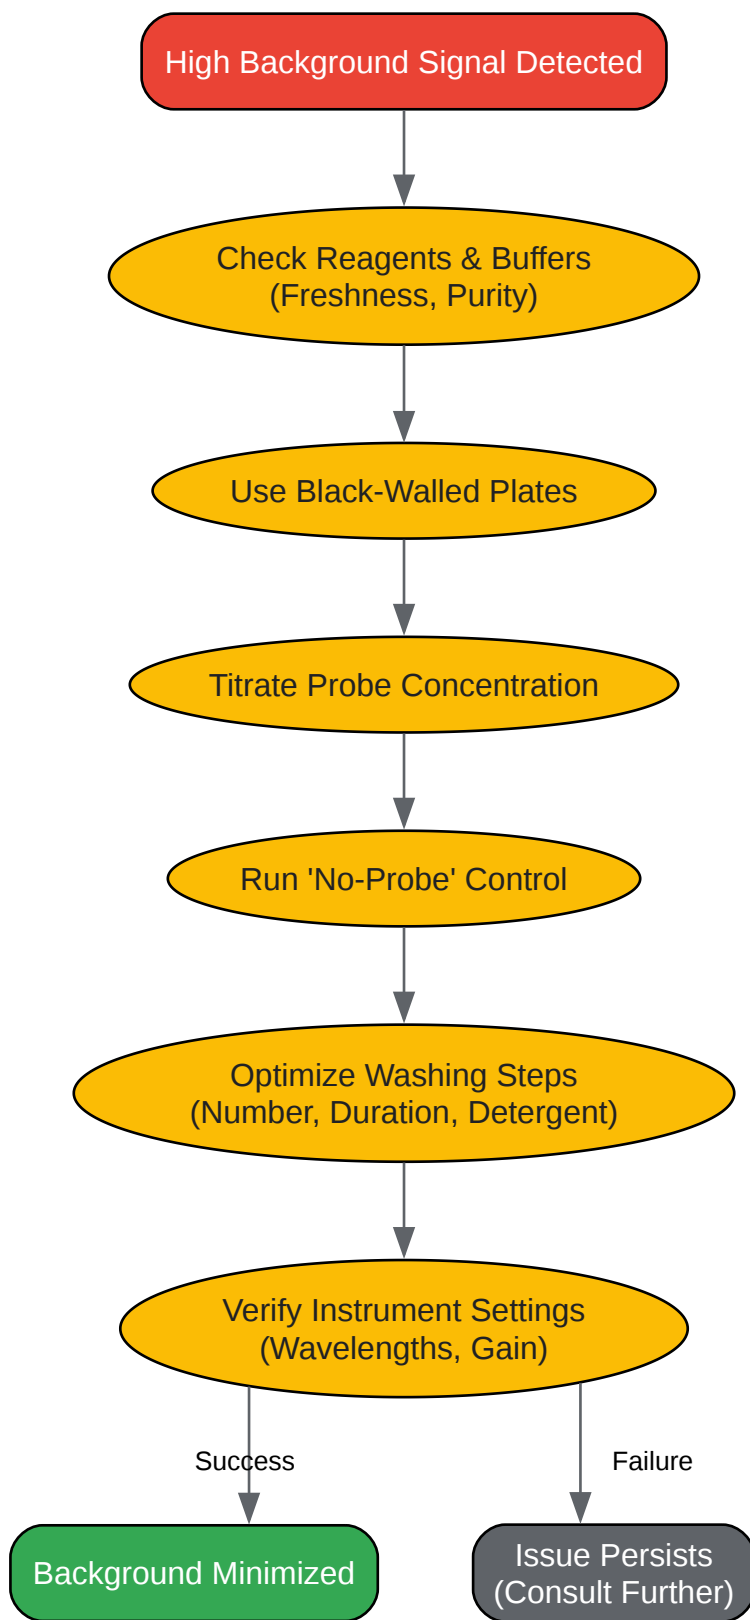 High Background Signal Detected
Check Reagents & Buffers
(Freshness, Purity)
Use Black-Walled Plates
Titrate Probe Concentration
Run 'No-Probe' Control
Optimize Washing Steps
(Number, Duration, Detergent)
Verify Instrument Settings
(Wavelengths, Gain)
Success
Failure
Background Minimized
Issue Persists
(Consult Further)